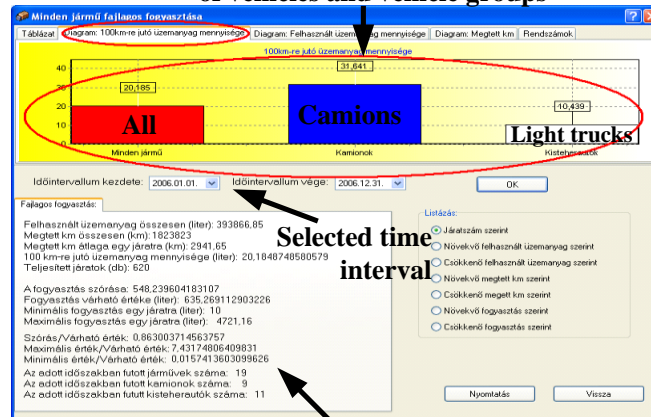 of vehicles and vehicle groups
Minden jármű fajlagos fogyasztása
Táblázat Diagram: 100km-re jutó üzemanyag mennyisége Diagram: Felhasznált üzemanyag mennyisége Diagram: Megtett km Rendszámok
100km-re jutó üzemanyag mennyisége
40
30
20
10
0
20,185
31,641
10,439
All
Camions
Light trucks
Minden jármű
Kamionok
Kisteherautók
Időintervallum kezdete: 2006.01.01. Időintervallum vége: 2006.12.31. OK
Fajlagos fogyasztás:
Felhasznált üzemanyag összesen (liter): 393866,85
Megtett km összesen (km): 1823823
Megtett km átlaga egy járatra (km): 2941,65
100 km-re jutó üzemanyag mennyisége (liter): 20,1848748580579
Teljesített járatok (db): 620
A fogyasztás szórása: 548,239604183107
Fogyasztás várható értéke (liter): 635,269112903226
Minimális fogyasztás egy járatra (liter): 10
Maximális fogyasztás egy járatra (liter): 4721,16
Szórás/Várható érték: 0,863003714563757
Maximális érték/Várható érték: 7,43174806409831
Minimális érték/Várható érték: 0,0157413603099626
Az adott időszakban futott járművek száma: 19
Az adott időszakban futott kamionok száma: 9
Az adott időszakban fututt kisteherautók száma: 11
Selected time
interval
Listázás:
Járatszám szerint
Növekvő felhasznált üzemanyag szerint
Csökkenő felhasznált üzemanyag szerint
Növekvő megtett km szerint
Csökkenő megett km szerint
Növekvő fogyasztás szerint
Csökkenő fogyasztás szerint
Nyomtatás
Vissza